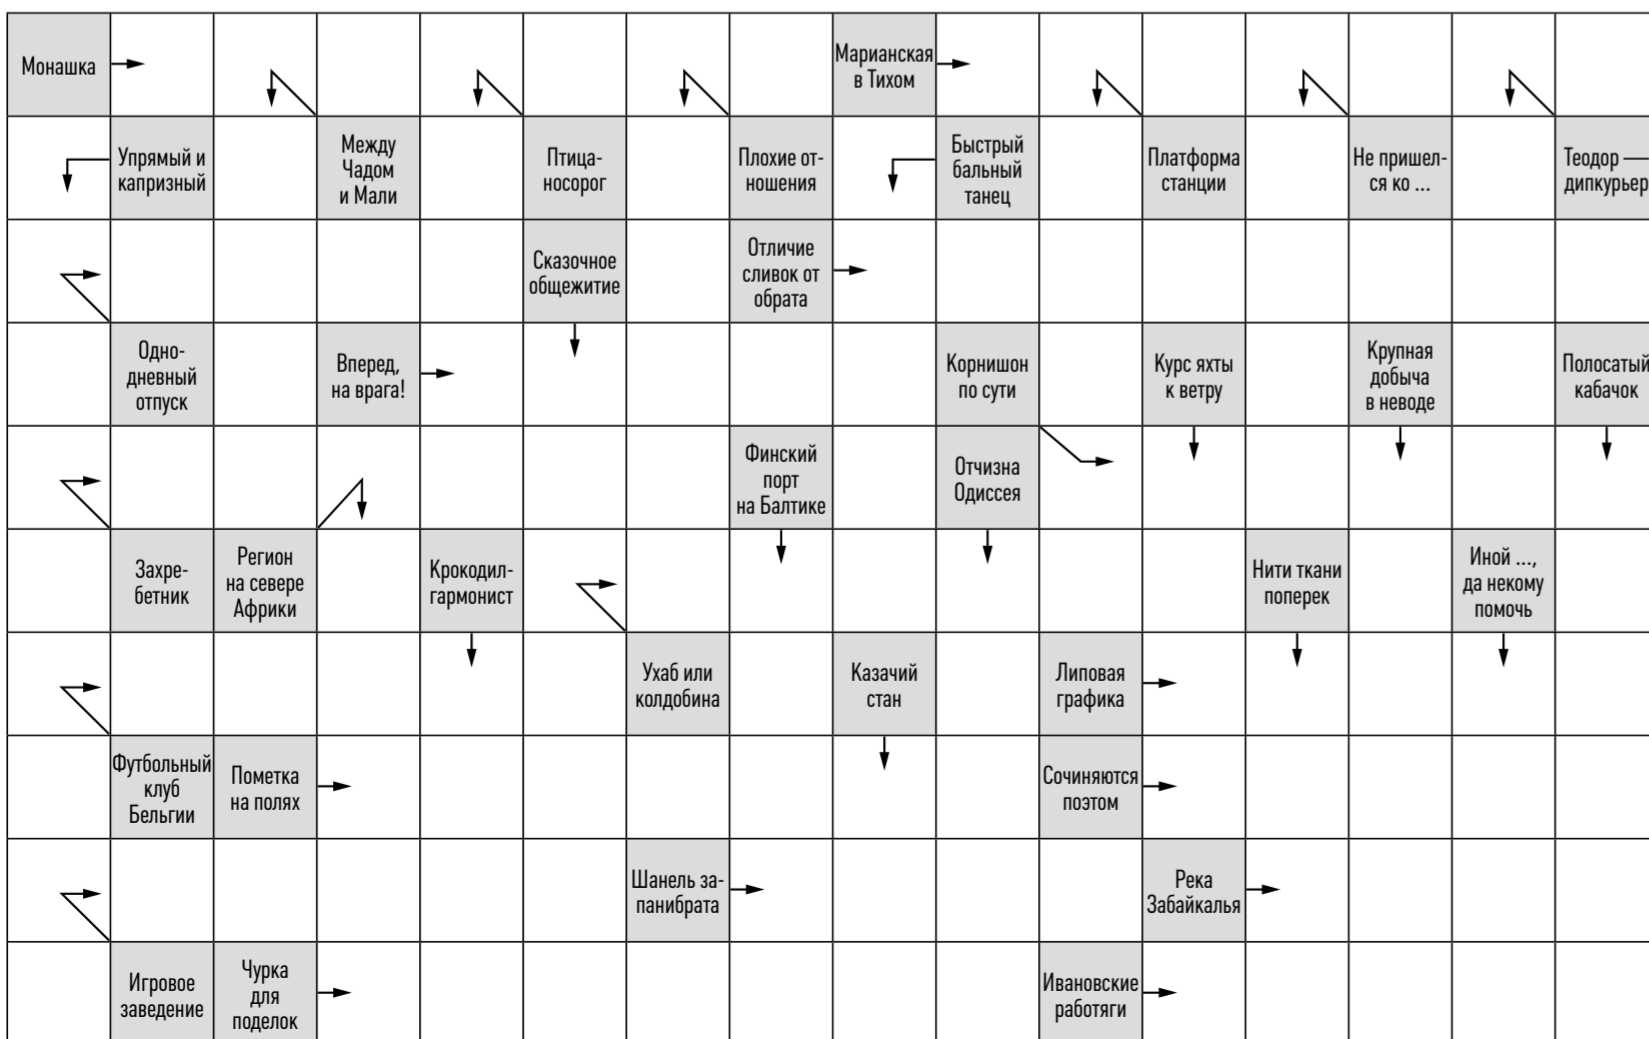 Монашка
Марианская
в Тихом
Упрямый и
капризный
Между
Чадом
и Мали
Птица-
носорог
Плохие от-
ношения
Быстрый
бальный
танец
Платформа
станции
Не пришел-
ся ко ...
Теодор —
дипкурьер
Сказочное
общежитие
Отличие
сливок от
обрата
Одно-
дневный
отпуск
Вперед,
на врага!
Корнишон
по сути
Курс яхты
к ветру
Крупная
добыча
в неводе
Полосатый
кабачок
Финский
порт
на Балтике
Отчизна
Одиссея
Захре-
бетник
Регион
на севере
Африки
Крокодил-
гармонист
Нити ткани
поперек
Иной ...,
да некому
помочь
Ухаб или
колдобина
Казачий
стан
Липовая
графика
Футбольный
клуб
Бельгии
Пометка
на полях
Сочиняются
поэтом
Шанель за-
панибрата
Река
Забайкалья
Игровое
заведение
Чурка
для
поделок
Ивановские
работяги